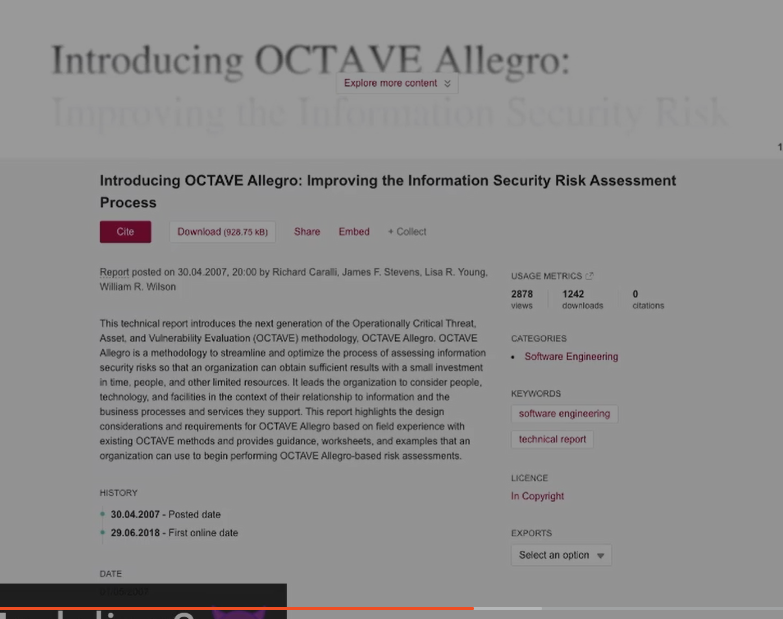 Introducing OCTAVE Allegro:
Explore more content
Improving the Information Security Risk
1
Introducing OCTAVE Allegro: Improving the Information Security Risk Assessment
Process
Cite Download (928.75 kB) Share Embed + Collect
Report posted on 30.04.2007, 20:00 by Richard Caralli, James F. Stevens, Lisa R. Young,
William R. Wilson
This technical report introduces the next generation of the Operationally Critical Threat,
Asset, and Vulnerability Evaluation (OCTAVE) methodology, OCTAVE Allegro. OCTAVE
Allegro is a methodology to streamline and optimize the process of assessing information
security risks so that an organization can obtain sufficient results with a small investment
in time, people, and other limited resources. It leads the organization to consider people,
technology, and facilities in the context of their relationship to information and the
business processes and services they support. This report highlights the design
considerations and requirements for OCTAVE Allegro based on field experience with
existing OCTAVE methods and provides guidance, worksheets, and examples that an
organization can use to begin performing OCTAVE Allegro-based risk assessments.
HISTORY
30.04.2007 - Posted date
29.06.2018 - First online date
DATE
USAGE METRICS
2878 1242 0
views downloads citations
CATEGORIES
Software Engineering
KEYWORDS
software engineering
technical report
LICENCE
In Copyright
EXPORTS
Select an option